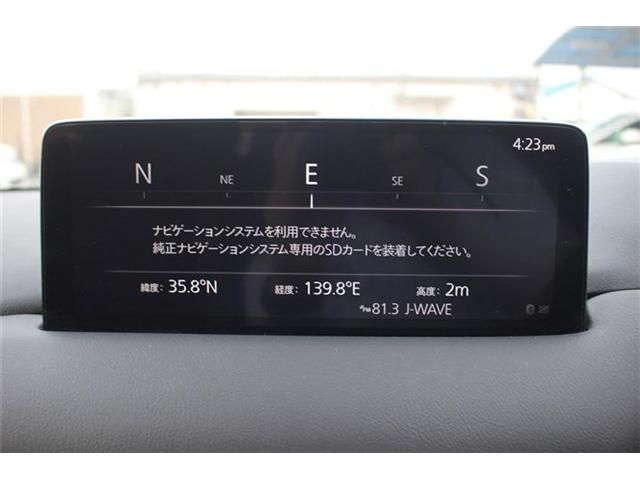 4:23pm
N NE E SE S
ナビゲーションシステムを利用できません。
純正ナビゲーションシステム専用のSDカードを装着してください。
緯度: 35.8°N 経度: 139.8°E 高度: 2m
FM81.3 J-WAVE